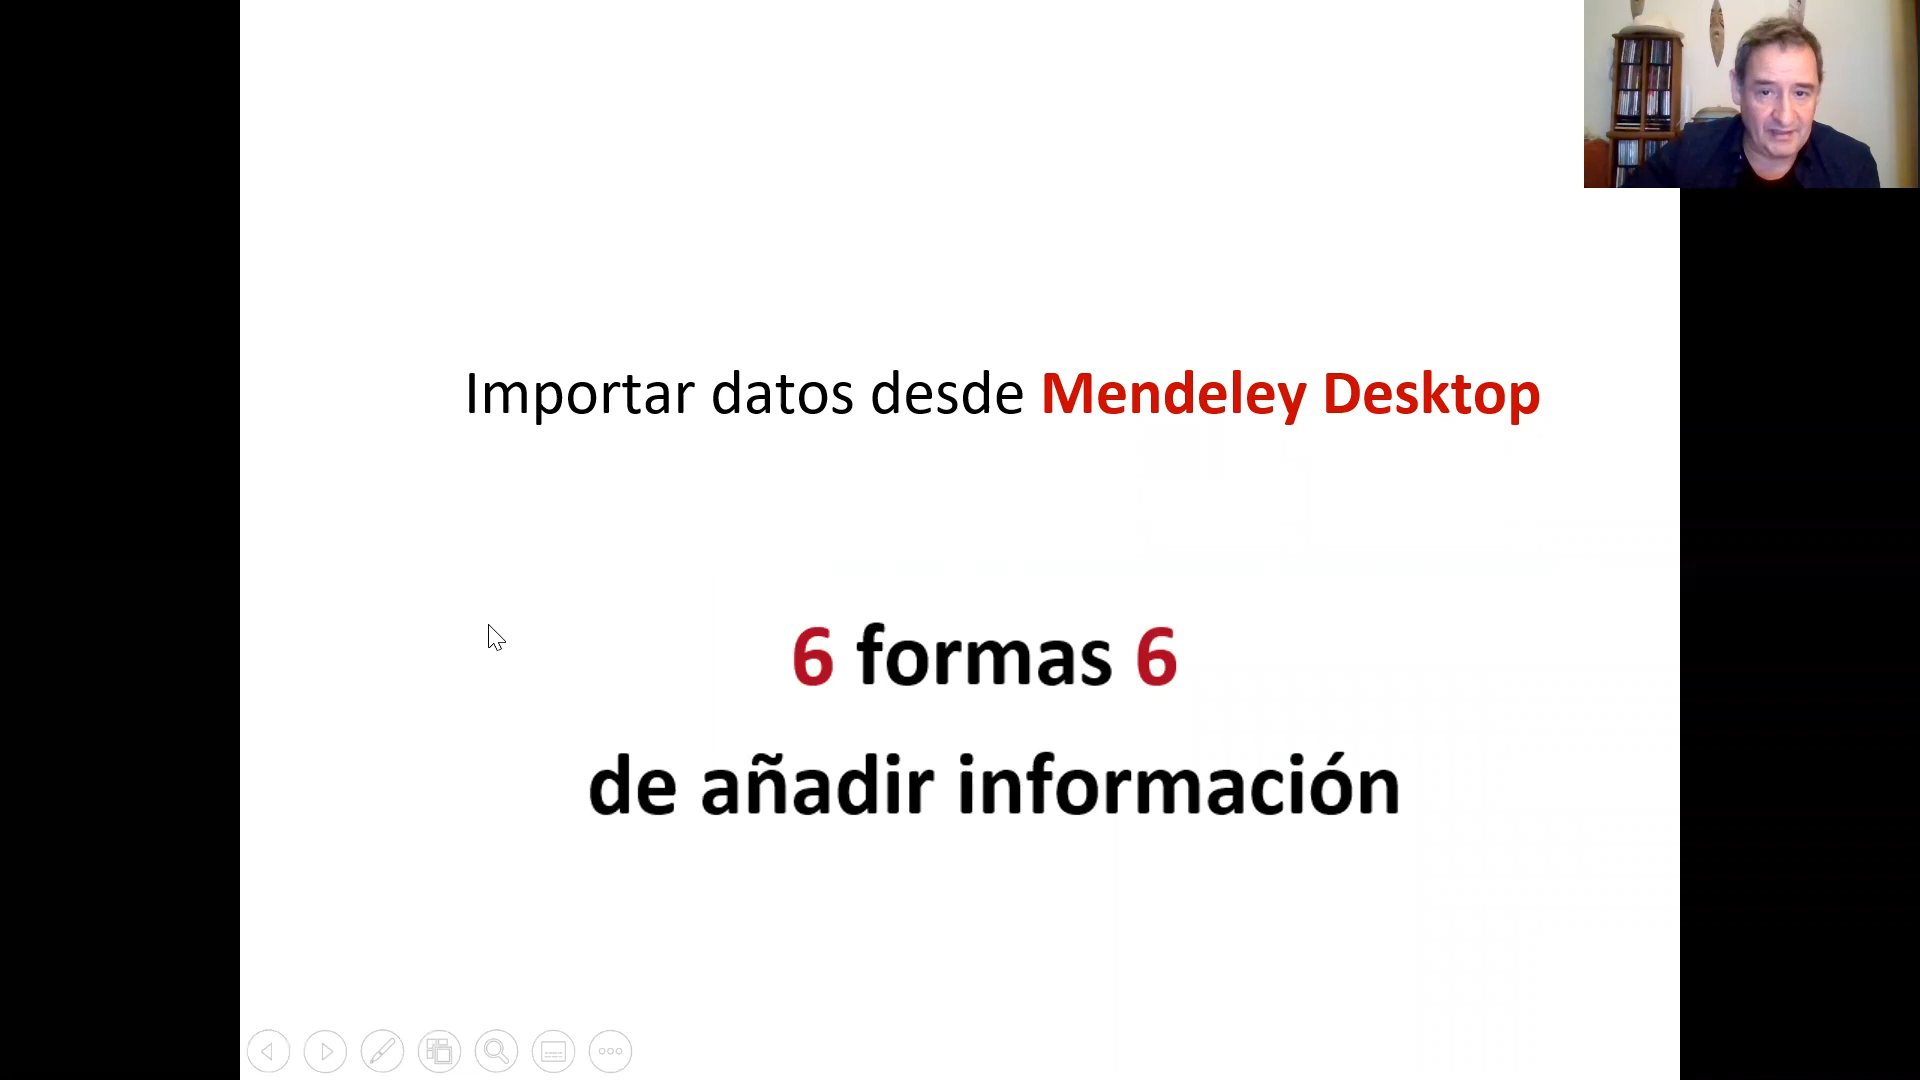 Importar datos desde Mendeley Desktop
6 formas 6
de añadir información